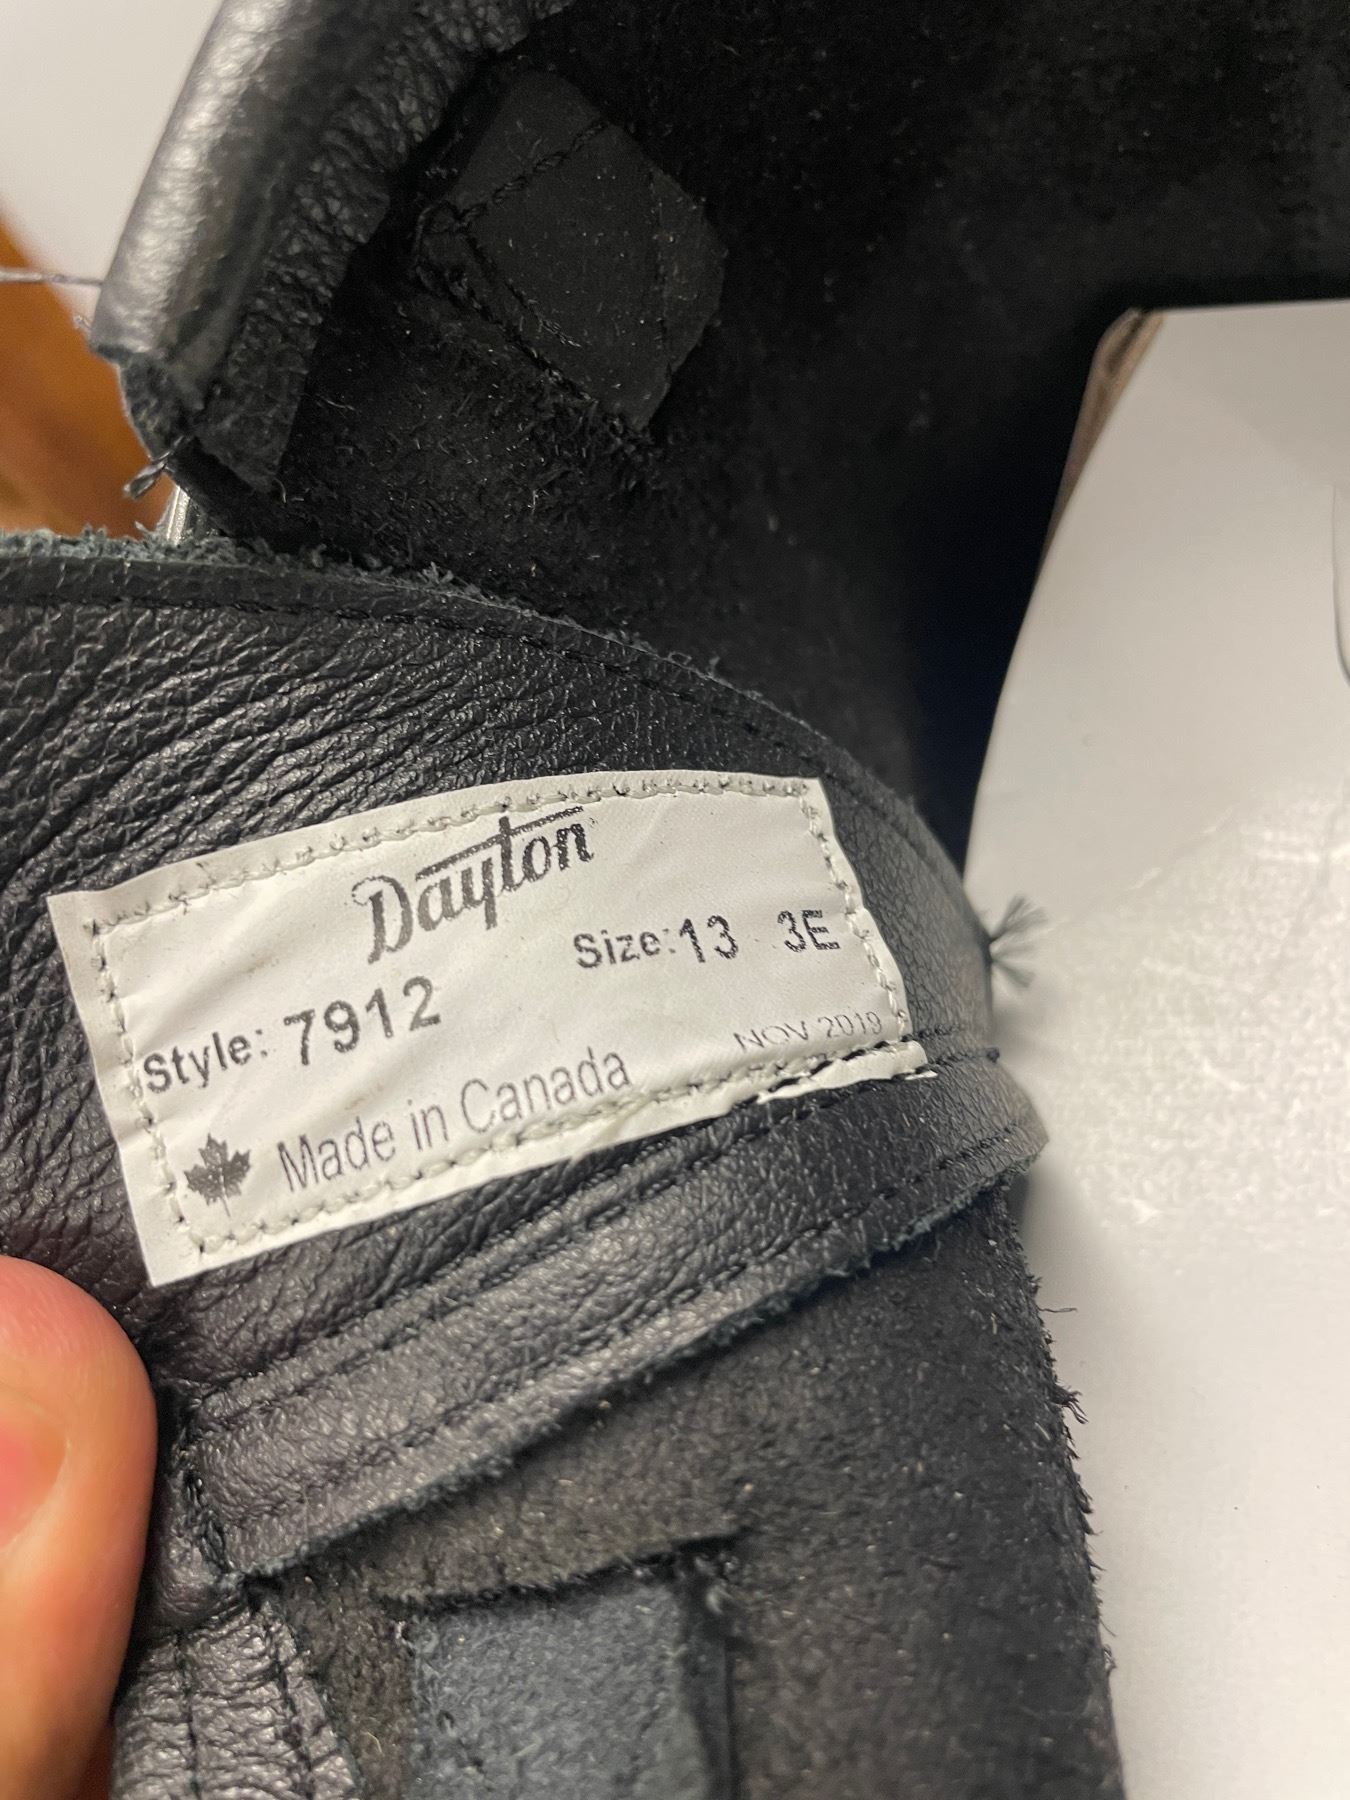 Dayton
Size: 13 3E
Style: 7912
NOV 2019
Made in Canada